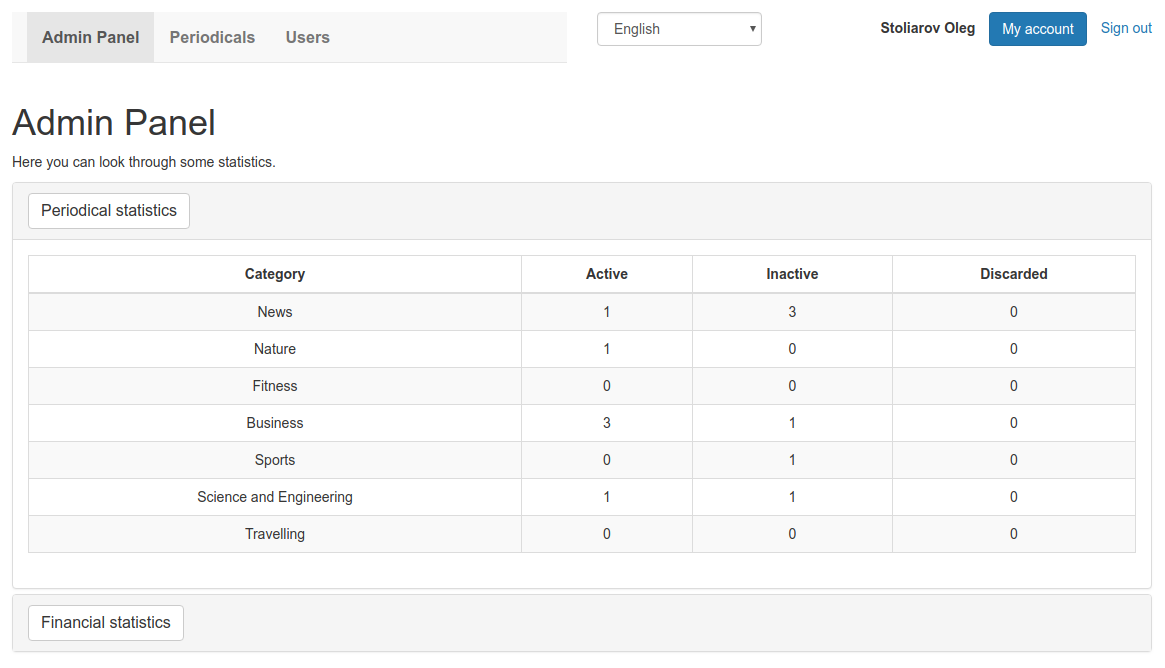 Admin Panel Periodicals Users English Stoliarov Oleg My account Sign out
Admin Panel
Here you can look through some statistics.
Periodical statistics
Category Active Inactive Discarded
News 1 3 0
Nature 1 0 0
Fitness 0 0 0
Business 3 1 0
Sports 0 1 0
Science and Engineering 1 1 0
Travelling 0 0 0
Financial statistics